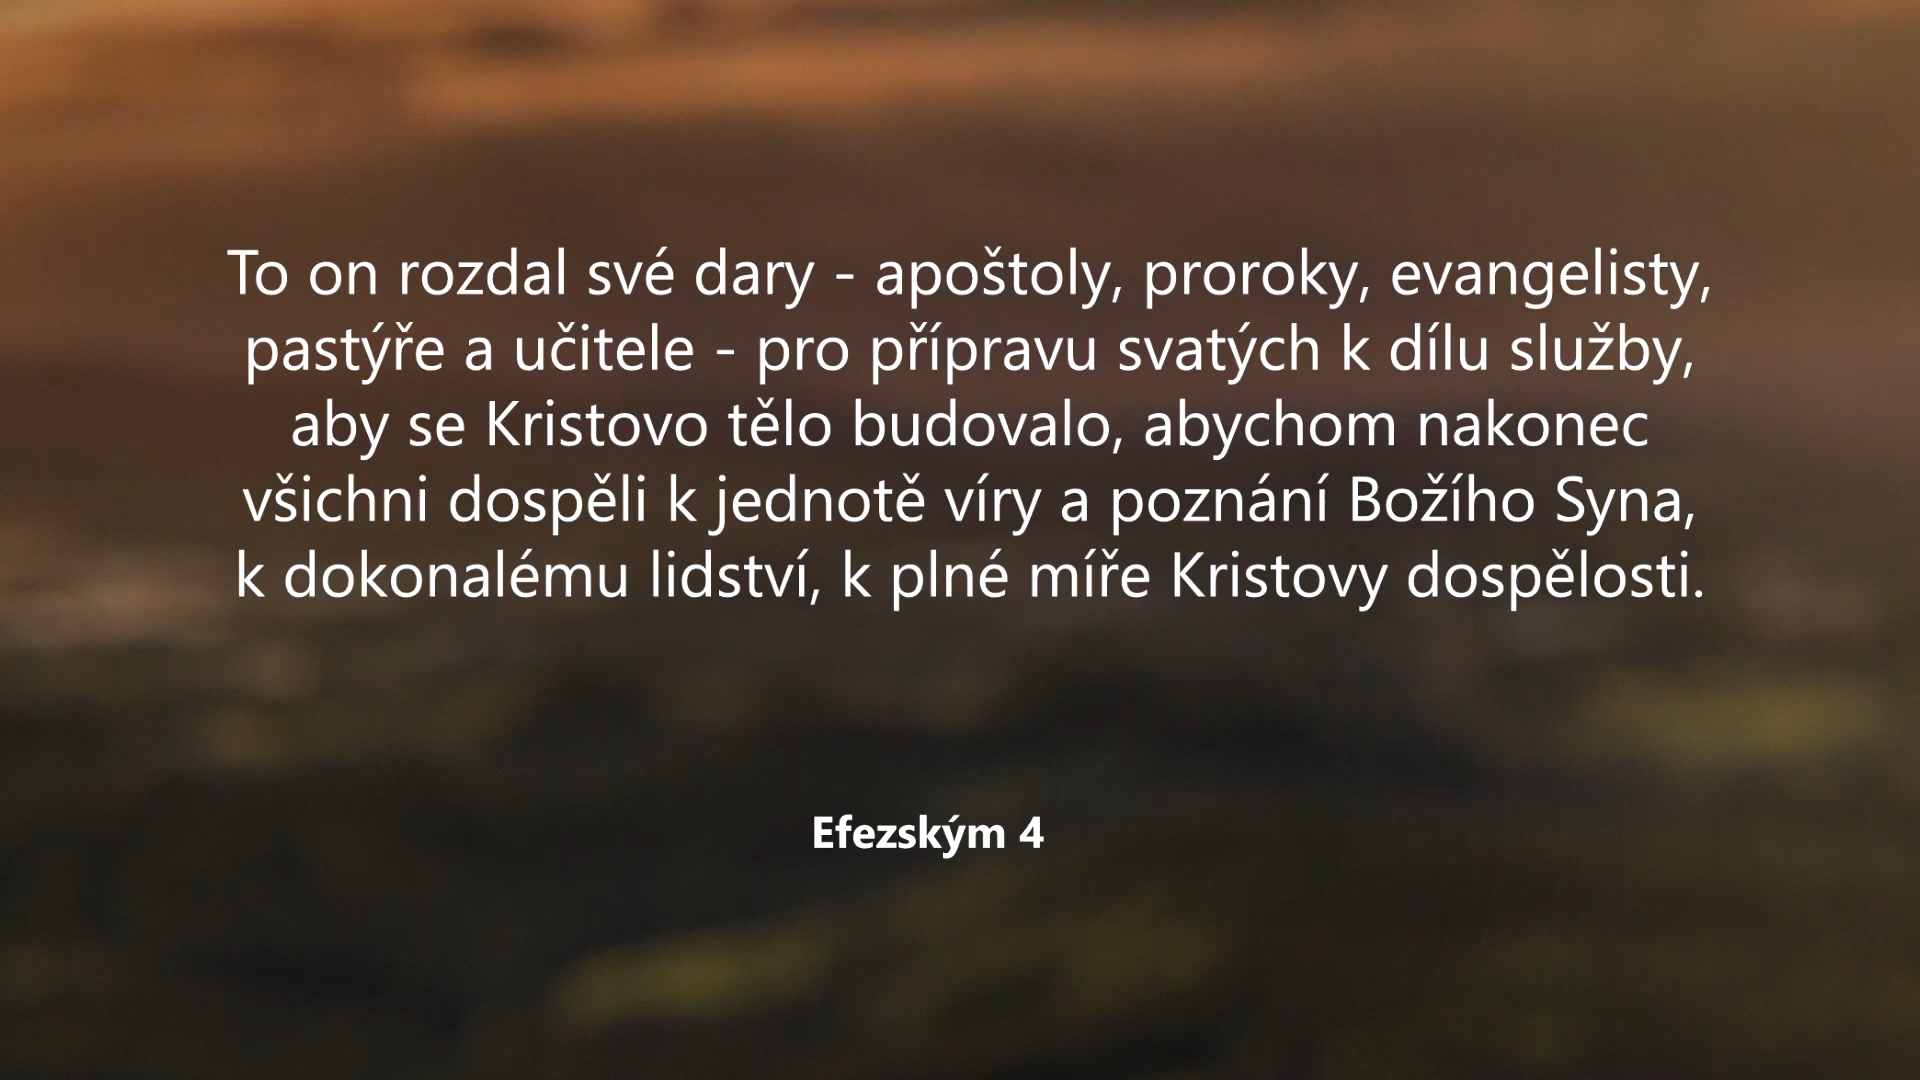 To on rozdal své dary - apoštoly, proroky, evangelisty,
pastýře a učitele - pro přípravu svatých k dílu služby,
aby se Kristovo tělo budovalo, abychom nakonec
všichni dospěli k jednotě víry a poznání Božího Syna,
k dokonalému lidství, k plné míře Kristovy dospělosti.
Efezským 4